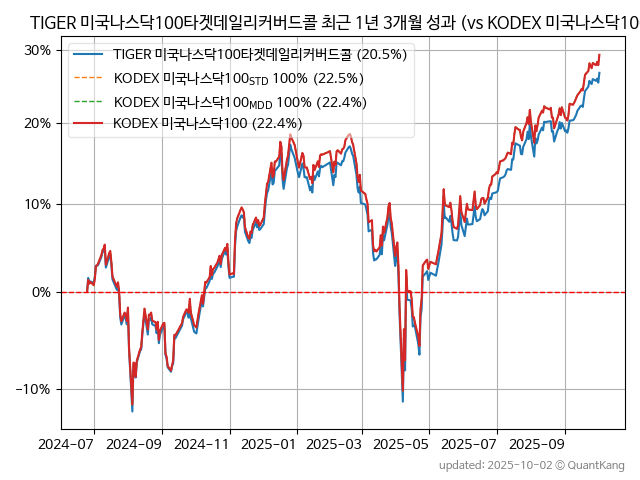 TIGER 미국나스닥100타겟데일리커버드콜 최근 1년 3개월 성과 (vs KODEX 미국나스닥10
30%
20%
10%
0%
−10%
TIGER 미국나스닥100타겟데일리커버드콜 (20.5%)
KODEX 미국나스닥100STD 100% (22.5%)
KODEX 미국나스닥100MDD 100% (22.4%)
KODEX 미국나스닥100 (22.4%)
2024-07 2024-09 2024-11 2025-01 2025-03 2025-05 2025-07 2025-09
updated: 2025-10-02 © QuantKang